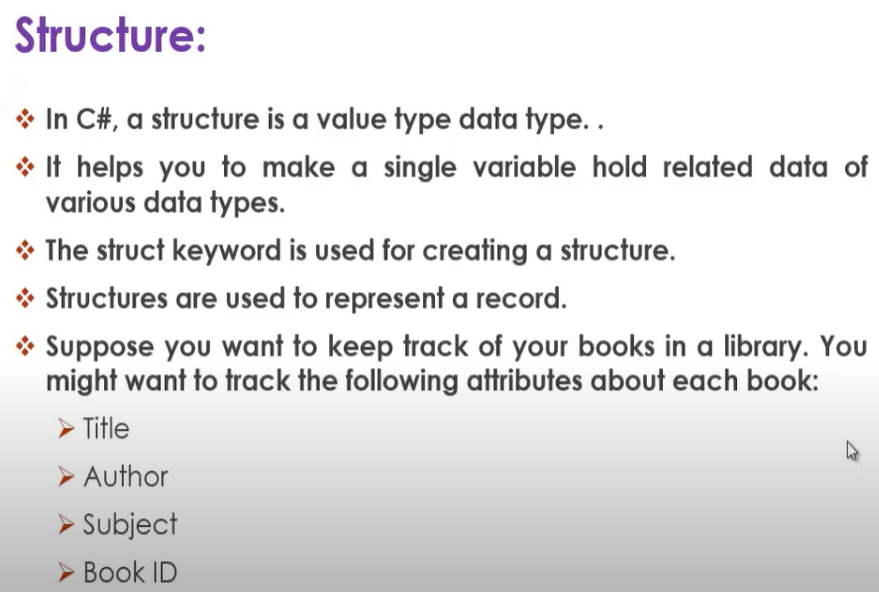 Structure:
In C#, a structure is a value type data type. .
It helps you to make a single variable hold related data of
various data types.
The struct keyword is used for creating a structure.
Structures are used to represent a record.
Suppose you want to keep track of your books in a library. You
might want to track the following attributes about each book:
Title
Author
Subject
Book ID